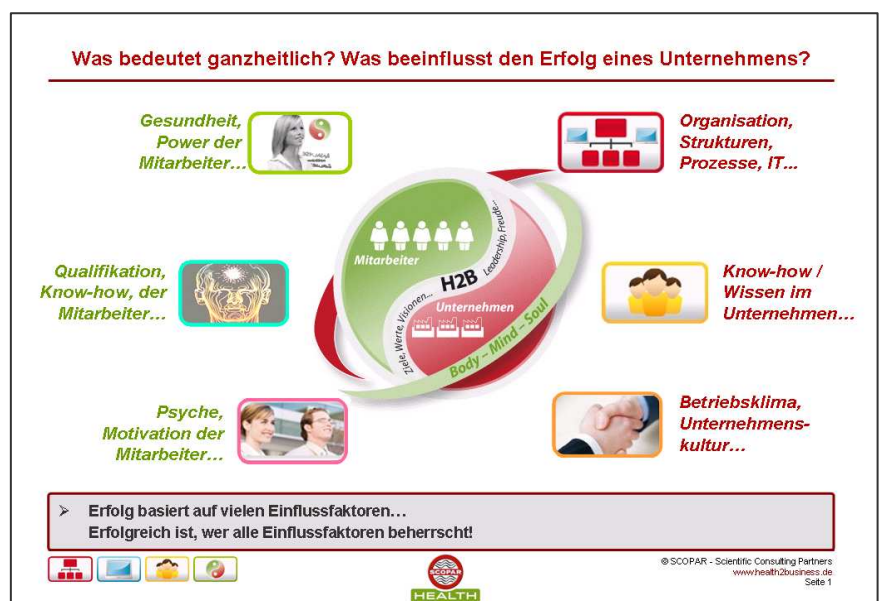 Was bedeutet ganzheitlich? Was beeinflusst den Erfolg eines Unternehmens?
Gesundheit,
Power der
Mitarbeiter…
Organisation,
Strukturen,
Prozesse, IT...
Qualifikation,
Know-how, der
Mitarbeiter…
Mitarbeiter
H2B
Leadership, Freude...
Ziele, Werte, Visionen...
Unternehmen
Body – Mind – Soul
Know-how /
Wissen im
Unternehmen…
Psyche,
Motivation der
Mitarbeiter…
Betriebsklima,
Unternehmens-
kultur…
➢ Erfolg basiert auf vielen Einflussfaktoren…
Erfolgreich ist, wer alle Einflussfaktoren beherrscht!
SCOPAR
HEALTH
© SCOPAR - Scientific Consulting Partners
www.health2business.de
Seite 1